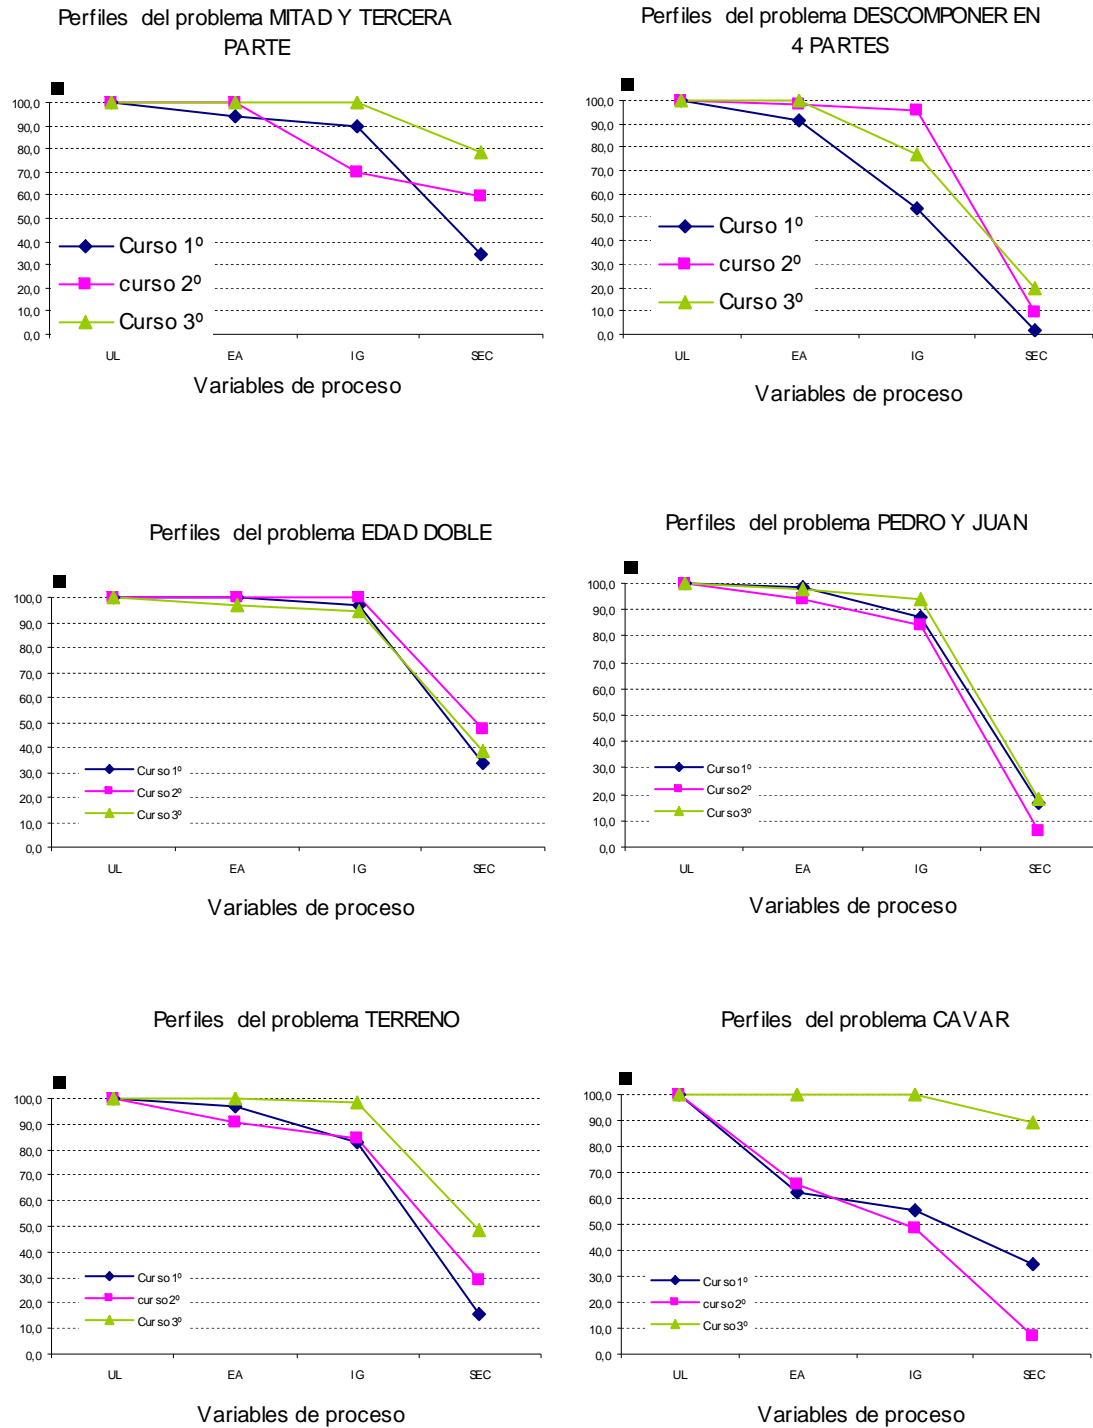 Perfiles del problema MITAD Y TERCERA
PARTE
100,0
90,0
80,0
70,0
60,0
50,0
40,0
30,0
20,0
10,0
0,0
Curso 1º
curso 2º
Curso 3º
UL EA IG SEC
Variables de proceso
Perfiles del problema DESCOMPONER EN
4 PARTES
100,0
90,0
80,0
70,0
60,0
50,0
40,0
30,0
20,0
10,0
0,0
Curso 1º
curso 2º
Curso 3º
UL EA IG SEC
Variables de proceso
Perfiles del problema EDAD DOBLE
100,0
90,0
80,0
70,0
60,0
50,0
40,0
30,0
20,0
10,0
0,0
Curso 1º
Curso 2º
Curso 3º
UL EA IG SEC
Variables de proceso
Perfiles del problema PEDRO Y JUAN
100,0
90,0
80,0
70,0
60,0
50,0
40,0
30,0
20,0
10,0
0,0
Curso 1º
Curso 2º
Curso 3º
UL EA IG SEC
Variables de proceso
Perfiles del problema TERRENO
100,0
90,0
80,0
70,0
60,0
50,0
40,0
30,0
20,0
10,0
0,0
Curso 1º
curso 2º
Curso 3º
UL EA IG SEC
Variables de proceso
Perfiles del problema CAVAR
100,0
90,0
80,0
70,0
60,0
50,0
40,0
30,0
20,0
10,0
0,0
Curso 1º
curso 2º
Curso 3º
UL EA IG SEC
Variables de proceso